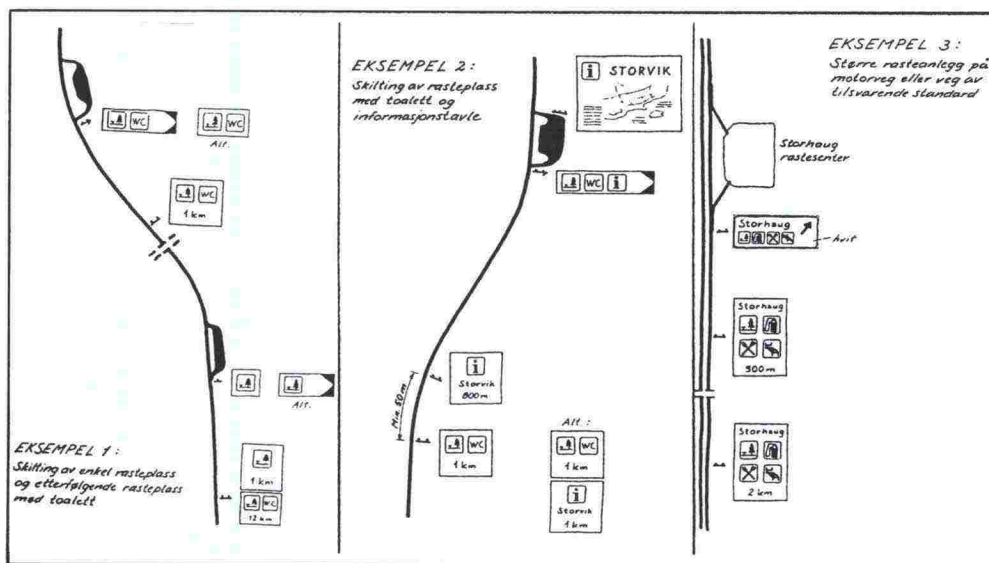 WC
WC
Alt.
WC
1 km
Alt.
EKSEMPEL 1:
Skilting av enkel rasteplass
og etterfølgende rasteplass
med toalett
1 km
WC
12 km
EKSEMPEL 2:
Skilting av rasteplass
med toalett og
informasjonstavle
i STORVIK
WC i
Min. 50 m
i
Storvik
800 m
WC
1 km
Alt:
WC
1 km
i
Storvik
1 km
EKSEMPEL 3:
Større rasteanlegg på
motorveg eller veg av
tilsvarende standard
Storhaug
rastesenter
Storhaug
hvit
Storhaug
500 m
Storhaug
2 km